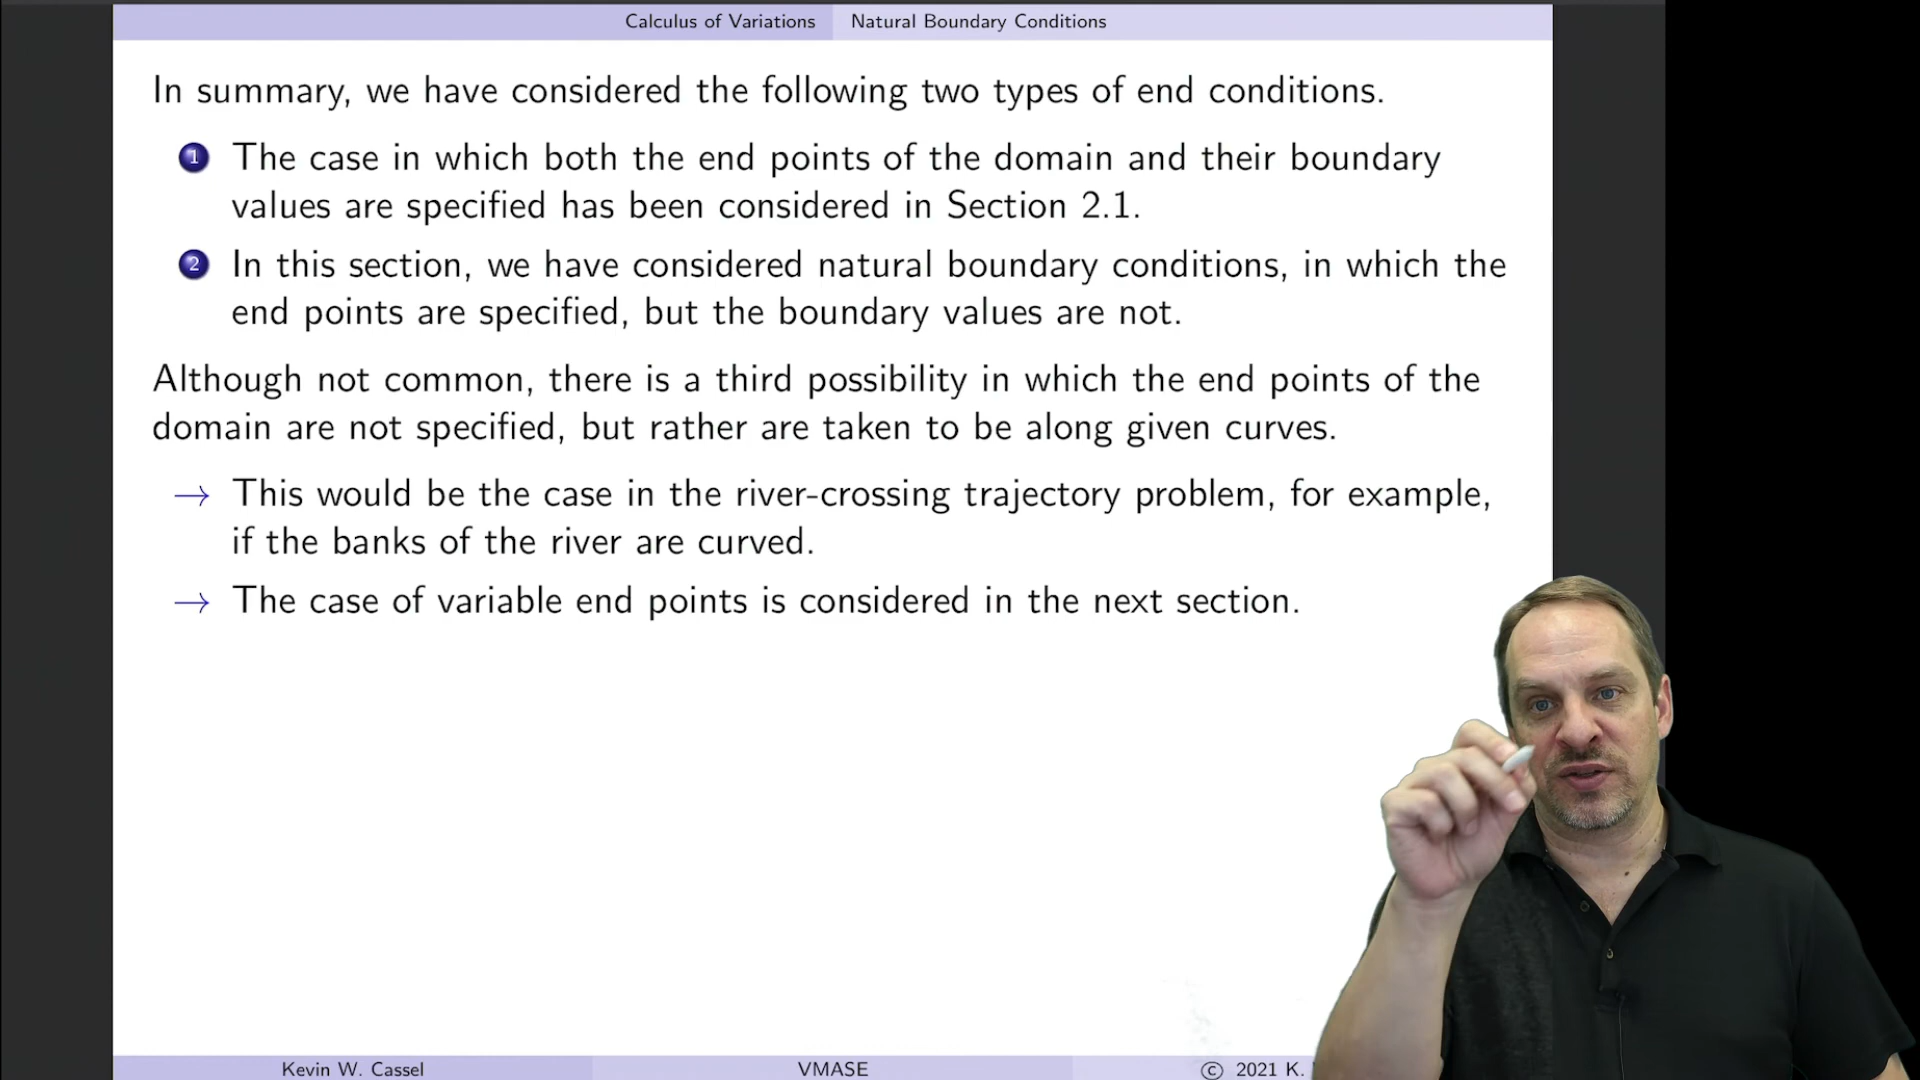 Calculus of Variations Natural Boundary Conditions
In summary, we have considered the following two types of end conditions.
1 The case in which both the end points of the domain and their boundary
values are specified has been considered in Section 2.1.
2 In this section, we have considered natural boundary conditions, in which the
end points are specified, but the boundary values are not.
Although not common, there is a third possibility in which the end points of the
domain are not specified, but rather are taken to be along given curves.
→ This would be the case in the river-crossing trajectory problem, for example,
if the banks of the river are curved.
→ The case of variable end points is considered in the next section.
Kevin W. Cassel VMASE © 2021 K.